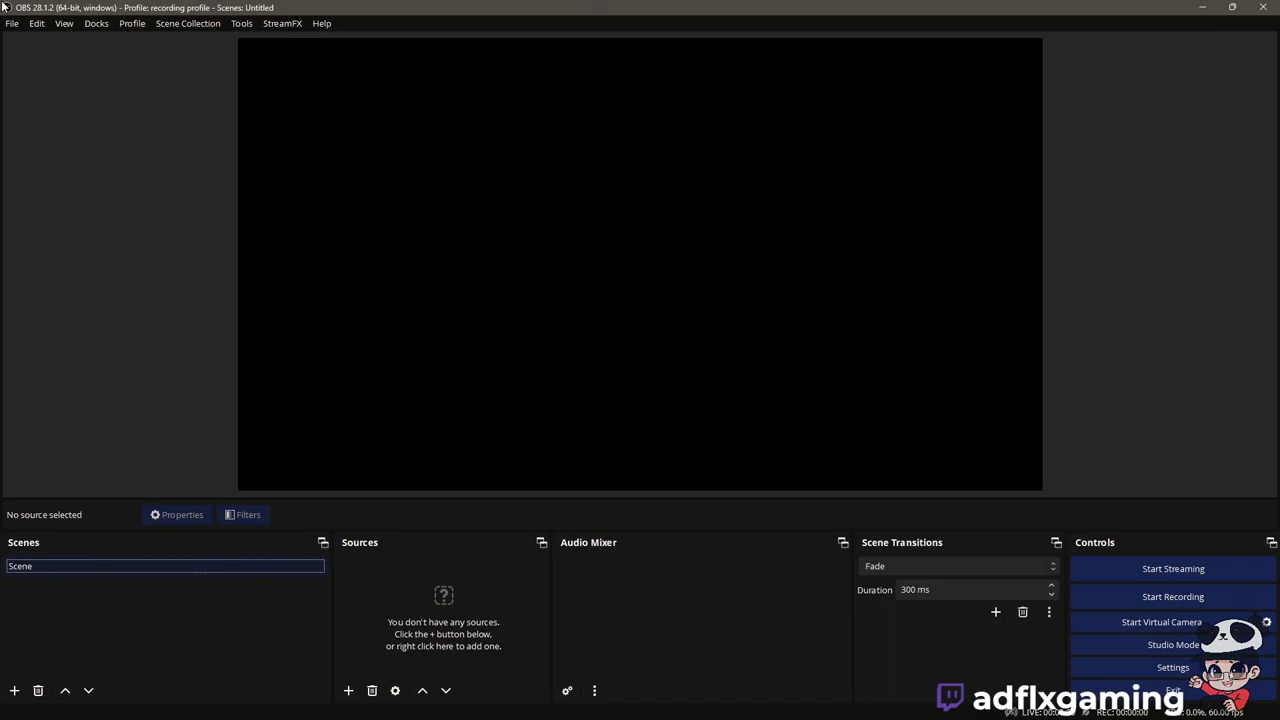 OBS 28.1.2 (64-bit, windows) - Profile: recording profile - Scenes: Untitled
File Edit View Docks Profile Scene Collection Tools StreamFX Help
No source selected Properties Filters
Scenes
Scene
Sources
You don't have any sources.
Click the + button below,
or right click here to add one.
Audio Mixer
Scene Transitions
Fade
Duration 300 ms
Controls
Start Streaming
Start Recording
Start Virtual Camera
Studio Mode
Settings
Exit
adflxgaming